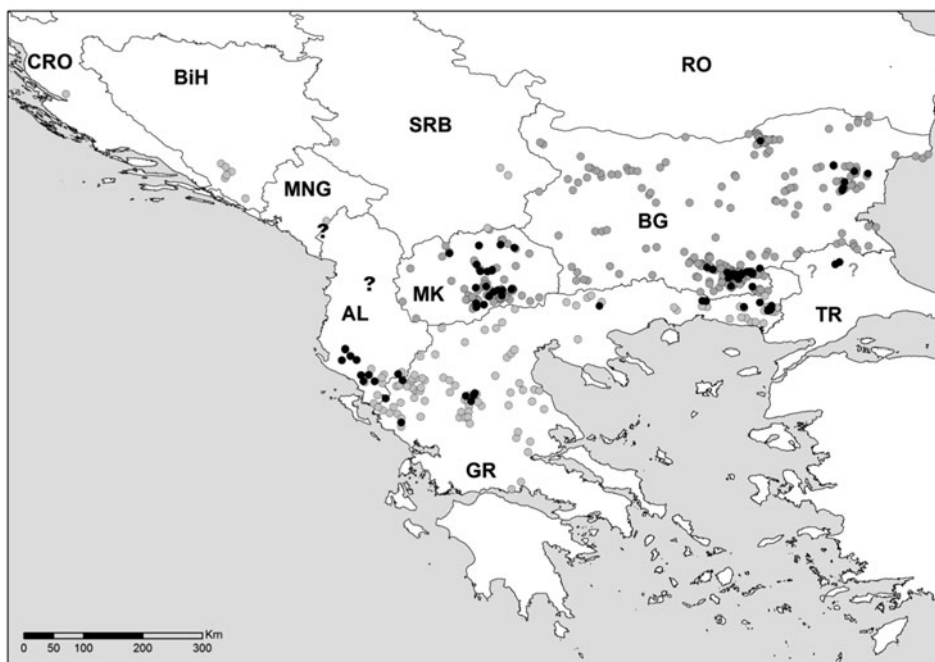 CRO
BiH
RO
SRB
MNG
BG
?
?
MK
? ?
AL
TR
GR
0 50 100 200 300 Km